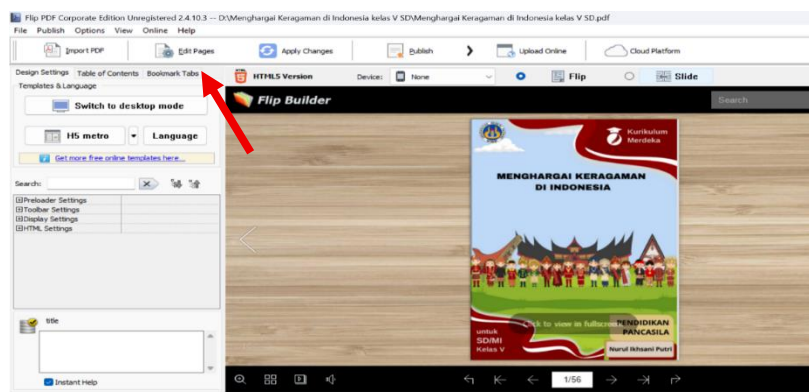 Flip PDF Corporate Edition Unregistered 2.4.10.3 -- D:\Menghargai Keragaman di Indonesia kelas V SD\Menghargai Keragaman di Indonesia kelas V SD.pdf
File Publish Options View Online Help
Import PDF Edit Pages Apply Changes Publish Upload Online Cloud Platform
Design Settings Table of Contents Bookmark Tabs
HTML5 Version Device: None Flip Slide
Templates & Language
Switch to desktop mode
Flip Builder
Search
H5 metro Language
Get more free online templates here...
Search:
Preloader Settings
Toolbar Settings
Display Settings
HTML Settings
Kurikulum
Merdeka
MENGHARGAI KERAGAMAN
DI INDONESIA
Click to view in fullscreen
PENDIDIKAN
PANCASILA
untuk
SD/MI
Kelas V
Nurul Ikhsani Putri
title
Instant Help
1/56